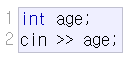 1 int age;
2 cin >> age;